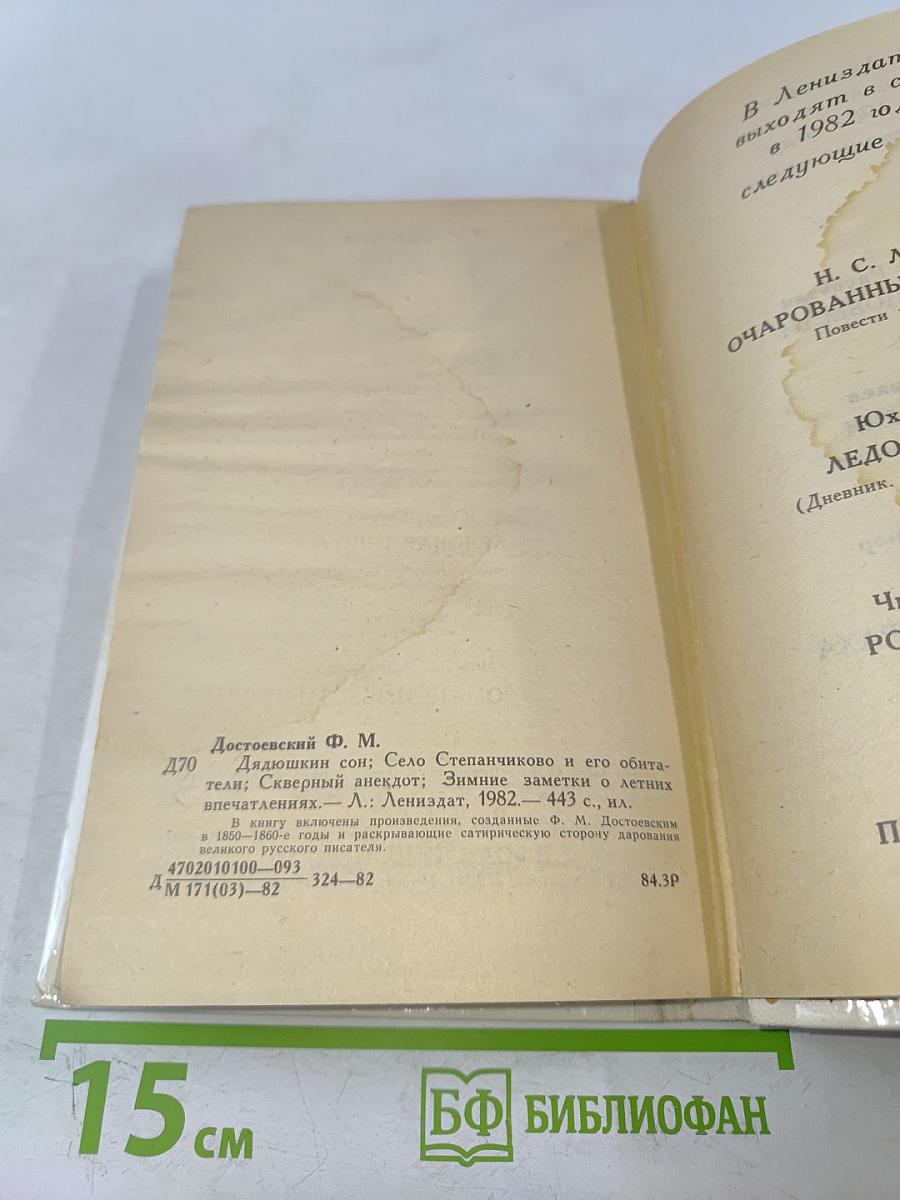 Достоевский Ф. М.
Д70 Дядюшкин сон; Село Степанчиково и его обита-
тели; Скверный анекдот; Зимние заметки о летних
впечатлениях.— Л.: Лениздат, 1982.— 443 с., ил.
В книгу включены произведения, созданные Ф. М. Достоевским
в 1850—1860-е годы и раскрывающие сатирическую сторону дарования
великого русского писателя.
Д 4702010100—093
М 171(03)—82 324—82 84.3Р
В Лениздат
выходят в с
в 1982 го
следующие
Н. С. Л
ОЧАРОВАННЫ
Повести
Юх
ЛЕДО
(Дневник.
РО
П
15 см
БФ БИБЛИОФАН